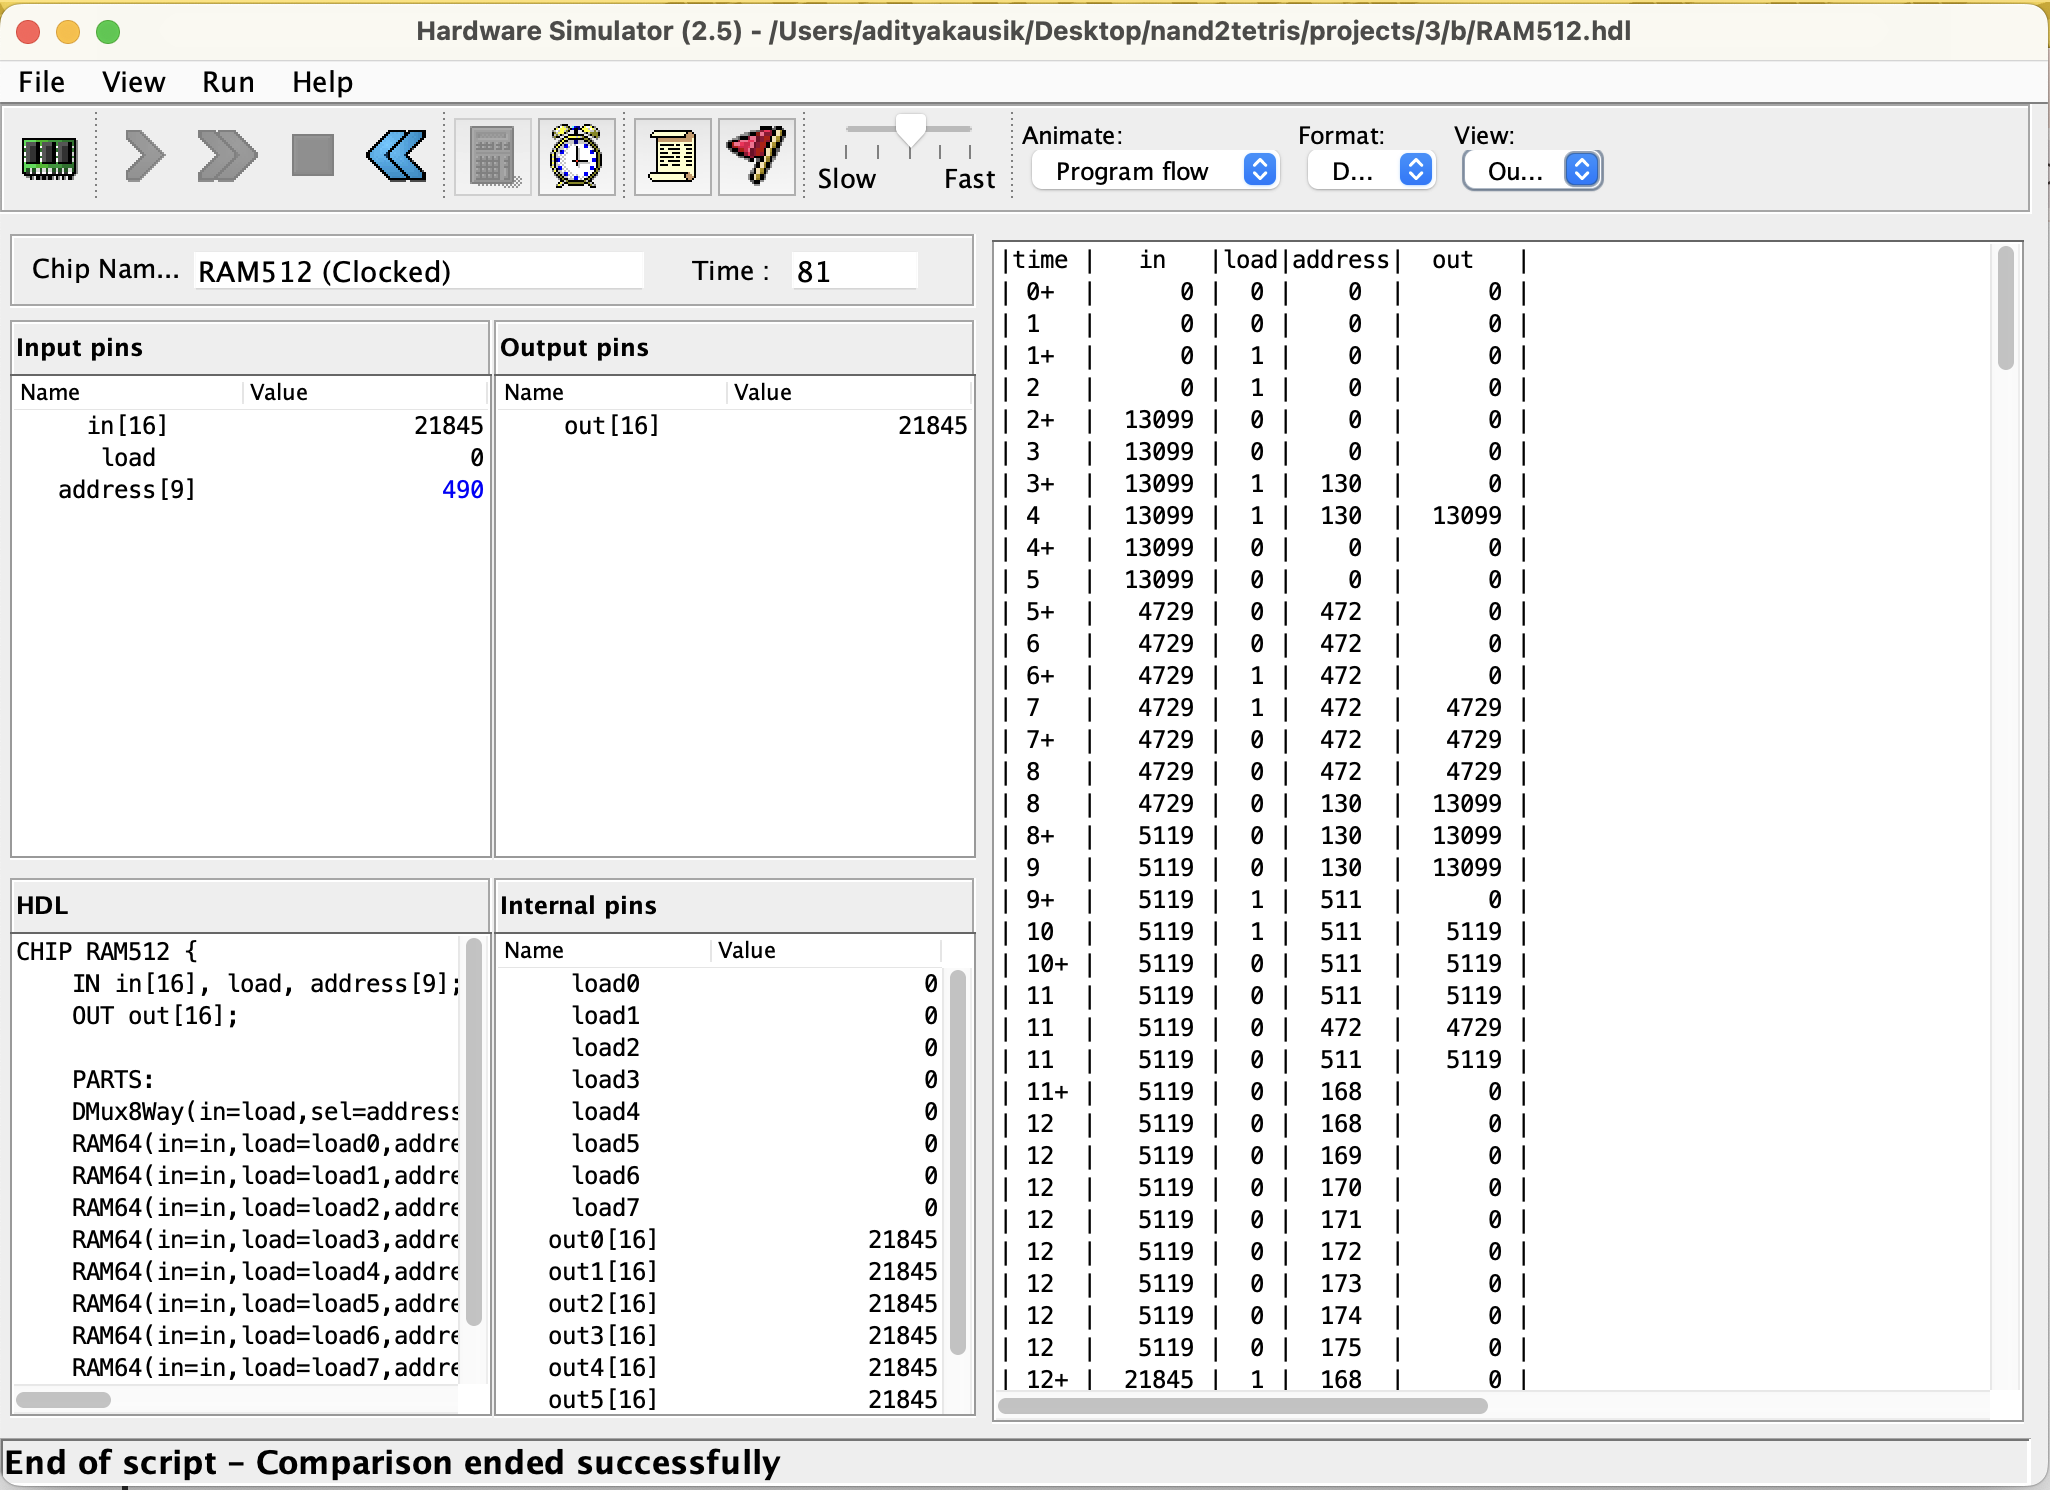 Hardware Simulator (2.5) - /Users/adityakausik/Desktop/nand2tetris/projects/3/b/RAM512.hdl
File View Run Help
Animate: Format: View:
Slow Fast Program flow D... Ou...
Chip Nam... RAM512 (Clocked) Time : 81
Input pins
Name Value
in[16] 21845
load 0
address[9] 490
Output pins
Name Value
out[16] 21845
HDL
CHIP RAM512 {
IN in[16], load, address[9];
OUT out[16];
PARTS:
DMux8Way(in=load,sel=address
RAM64(in=in,load=load0,addre
RAM64(in=in,load=load1,addre
RAM64(in=in,load=load2,addre
RAM64(in=in,load=load3,addre
RAM64(in=in,load=load4,addre
RAM64(in=in,load=load5,addre
RAM64(in=in,load=load6,addre
RAM64(in=in,load=load7,addre
Internal pins
Name Value
load0 0
load1 0
load2 0
load3 0
load4 0
load5 0
load6 0
load7 0
out0[16] 21845
out1[16] 21845
out2[16] 21845
out3[16] 21845
out4[16] 21845
out5[16] 21845
|time | in |load|address| out |
| 0+ | 0 | 0 | 0 | 0 |
| 1 | 0 | 0 | 0 | 0 |
| 1+ | 0 | 1 | 0 | 0 |
| 2 | 0 | 1 | 0 | 0 |
| 2+ | 13099 | 0 | 0 | 0 |
| 3 | 13099 | 0 | 0 | 0 |
| 3+ | 13099 | 1 | 130 | 0 |
| 4 | 13099 | 1 | 130 | 13099 |
| 4+ | 13099 | 0 | 0 | 0 |
| 5 | 13099 | 0 | 0 | 0 |
| 5+ | 4729 | 0 | 472 | 0 |
| 6 | 4729 | 0 | 472 | 0 |
| 6+ | 4729 | 1 | 472 | 0 |
| 7 | 4729 | 1 | 472 | 4729 |
| 7+ | 4729 | 0 | 472 | 4729 |
| 8 | 4729 | 0 | 472 | 4729 |
| 8 | 4729 | 0 | 130 | 13099 |
| 8+ | 5119 | 0 | 130 | 13099 |
| 9 | 5119 | 0 | 130 | 13099 |
| 9+ | 5119 | 1 | 511 | 0 |
| 10 | 5119 | 1 | 511 | 5119 |
| 10+ | 5119 | 0 | 511 | 5119 |
| 11 | 5119 | 0 | 511 | 5119 |
| 11 | 5119 | 0 | 472 | 4729 |
| 11 | 5119 | 0 | 511 | 5119 |
| 11+ | 5119 | 0 | 168 | 0 |
| 12 | 5119 | 0 | 168 | 0 |
| 12 | 5119 | 0 | 169 | 0 |
| 12 | 5119 | 0 | 170 | 0 |
| 12 | 5119 | 0 | 171 | 0 |
| 12 | 5119 | 0 | 172 | 0 |
| 12 | 5119 | 0 | 173 | 0 |
| 12 | 5119 | 0 | 174 | 0 |
| 12 | 5119 | 0 | 175 | 0 |
| 12+ | 21845 | 1 | 168 | 0 |
End of script - Comparison ended successfully